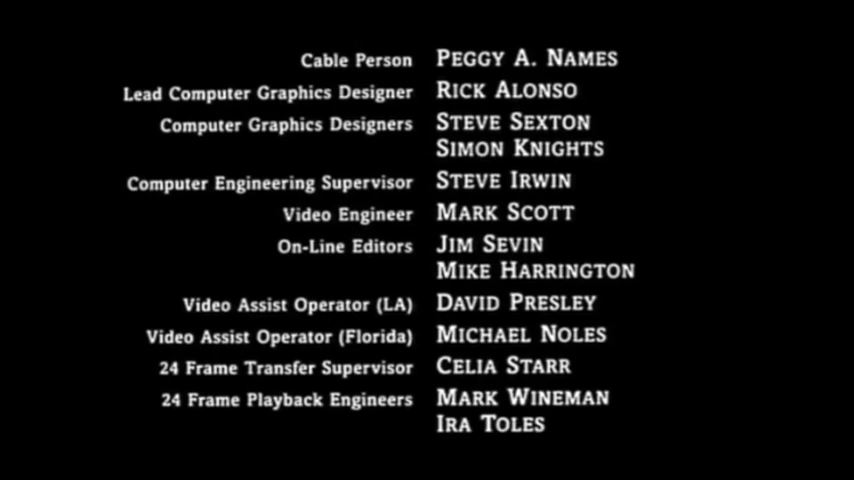 Cable Person PEGGY A. NAMES
Lead Computer Graphics Designer RICK ALONSO
Computer Graphics Designers STEVE SEXTON
SIMON KNIGHTS
Computer Engineering Supervisor STEVE IRWIN
Video Engineer MARK SCOTT
On-Line Editors JIM SEVIN
MIKE HARRINGTON
Video Assist Operator (LA) DAVID PRESLEY
Video Assist Operator (Florida) MICHAEL NOLES
24 Frame Transfer Supervisor CELIA STARR
24 Frame Playback Engineers MARK WINEMAN
IRA TOLES